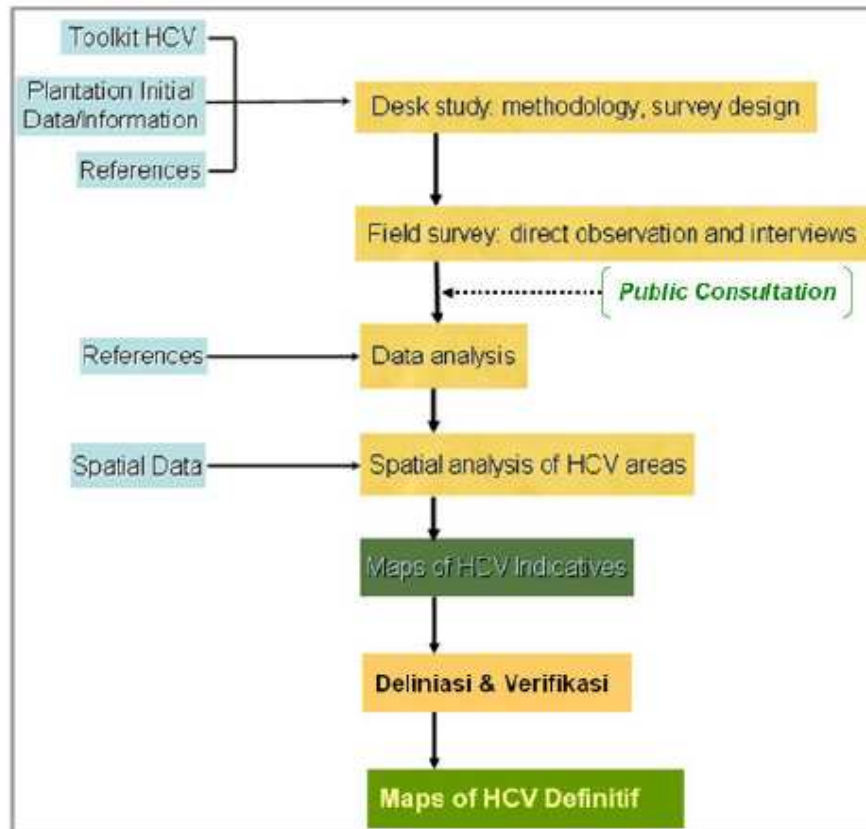 Toolkit HCV
Plantation Initial
Data/Information
References
Desk study: methodology, survey design
Field survey: direct observation and interviews
Public Consultation
References
Data analysis
Spatial Data
Spatial analysis of HCV areas
Maps of HCV Indicatives
Deliniasi & Verifikasi
Maps of HCV Definitif